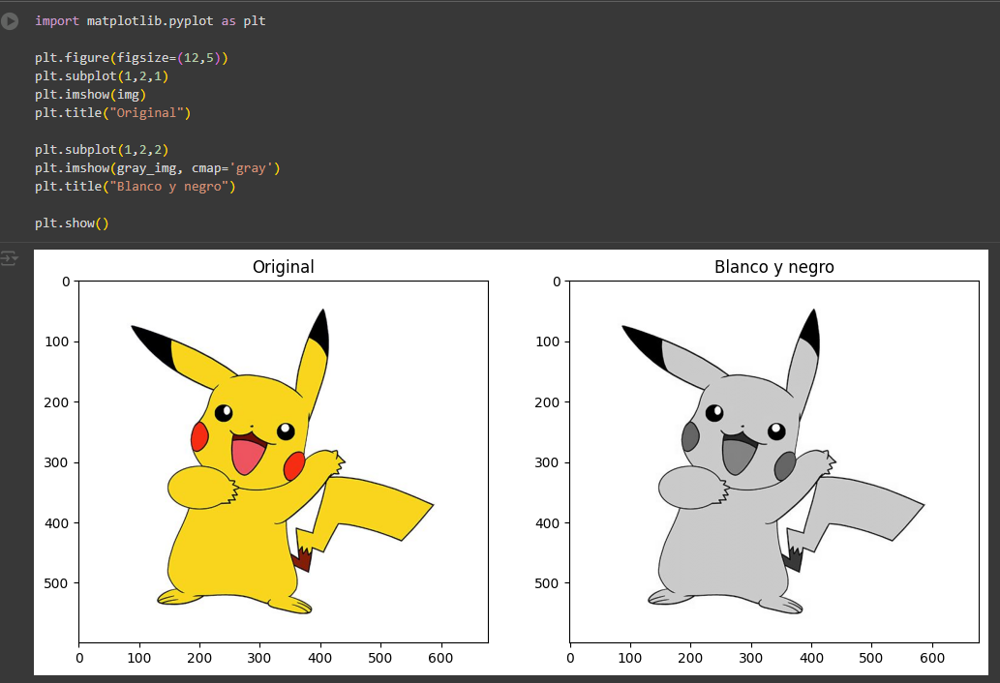 import matplotlib.pyplot as plt
plt.figure(figsize=(12,5))
plt.subplot(1,2,1)
plt.imshow(img)
plt.title("Original")
plt.subplot(1,2,2)
plt.imshow(gray_img, cmap='gray')
plt.title("Blanco y negro")
plt.show()
Original
0
100
200
300
400
500
0 100 200 300 400 500 600
Blanco y negro
0
100
200
300
400
500
0 100 200 300 400 500 600